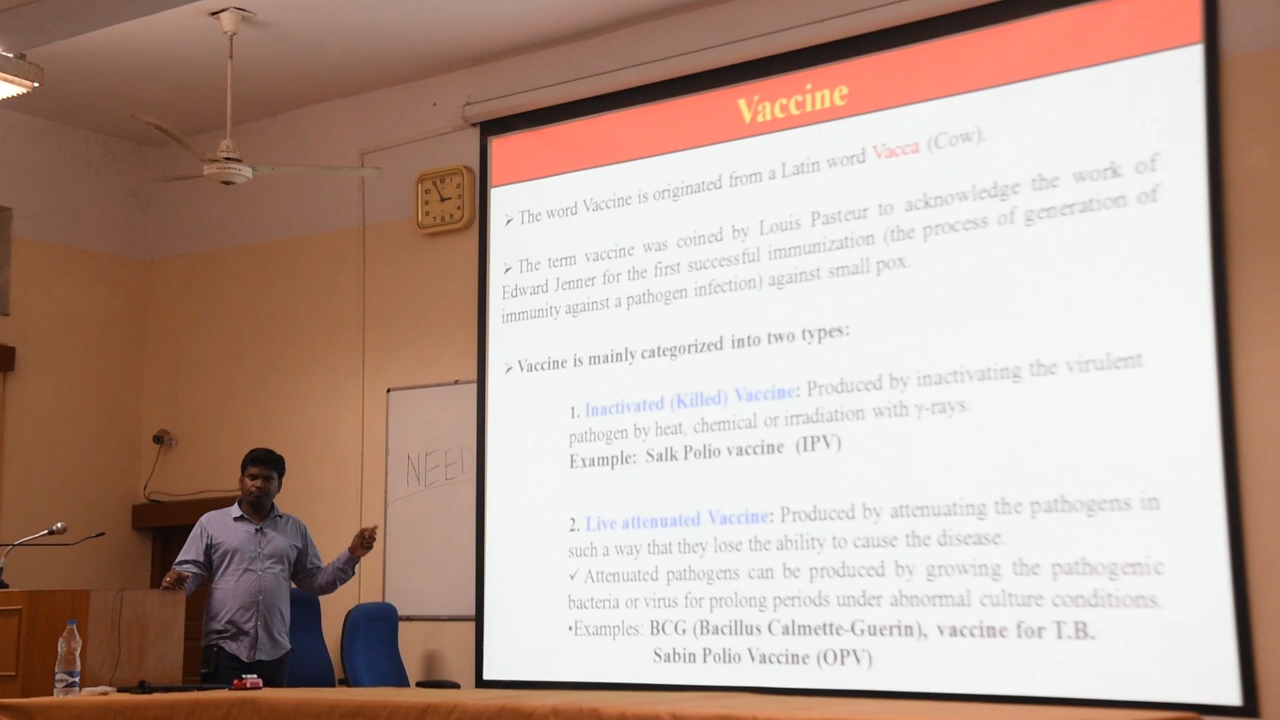 Vaccine
➢ The word Vaccine is originated from a Latin word Vacca (Cow).
➢ The term vaccine was coined by Louis Pasteur to acknowledge the work of
Edward Jenner for the first successful immunization (the process of generation of
immunity against a pathogen infection) against small pox.
➢ Vaccine is mainly categorized into two types:
1. Inactivated (Killed) Vaccine: Produced by inactivating the virulent
pathogen by heat, chemical or irradiation with γ-rays.
Example: Salk Polio vaccine (IPV)
2. Live attenuated Vaccine: Produced by attenuating the pathogens in
such a way that they lose the ability to cause the disease.
✓ Attenuated pathogens can be produced by growing the pathogenic
bacteria or virus for prolong periods under abnormal culture conditions.
•Examples: BCG (Bacillus Calmette-Guerin), vaccine for T.B.
Sabin Polio Vaccine (OPV)
NEED